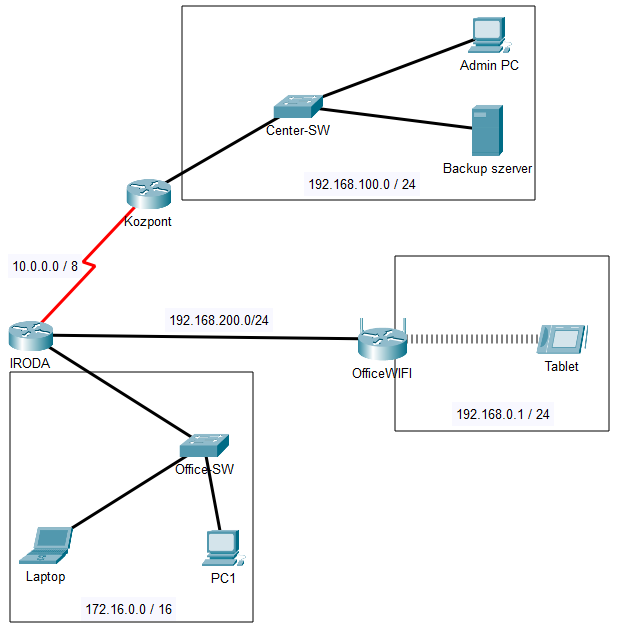 Admin PC
Center-SW
Backup szerver
192.168.100.0 / 24
Kozpont
10.0.0.0 / 8
192.168.200.0/24
IRODA
OfficeWIFI
Tablet
192.168.0.1 / 24
Office-SW
Laptop
PC1
172.16.0.0 / 16